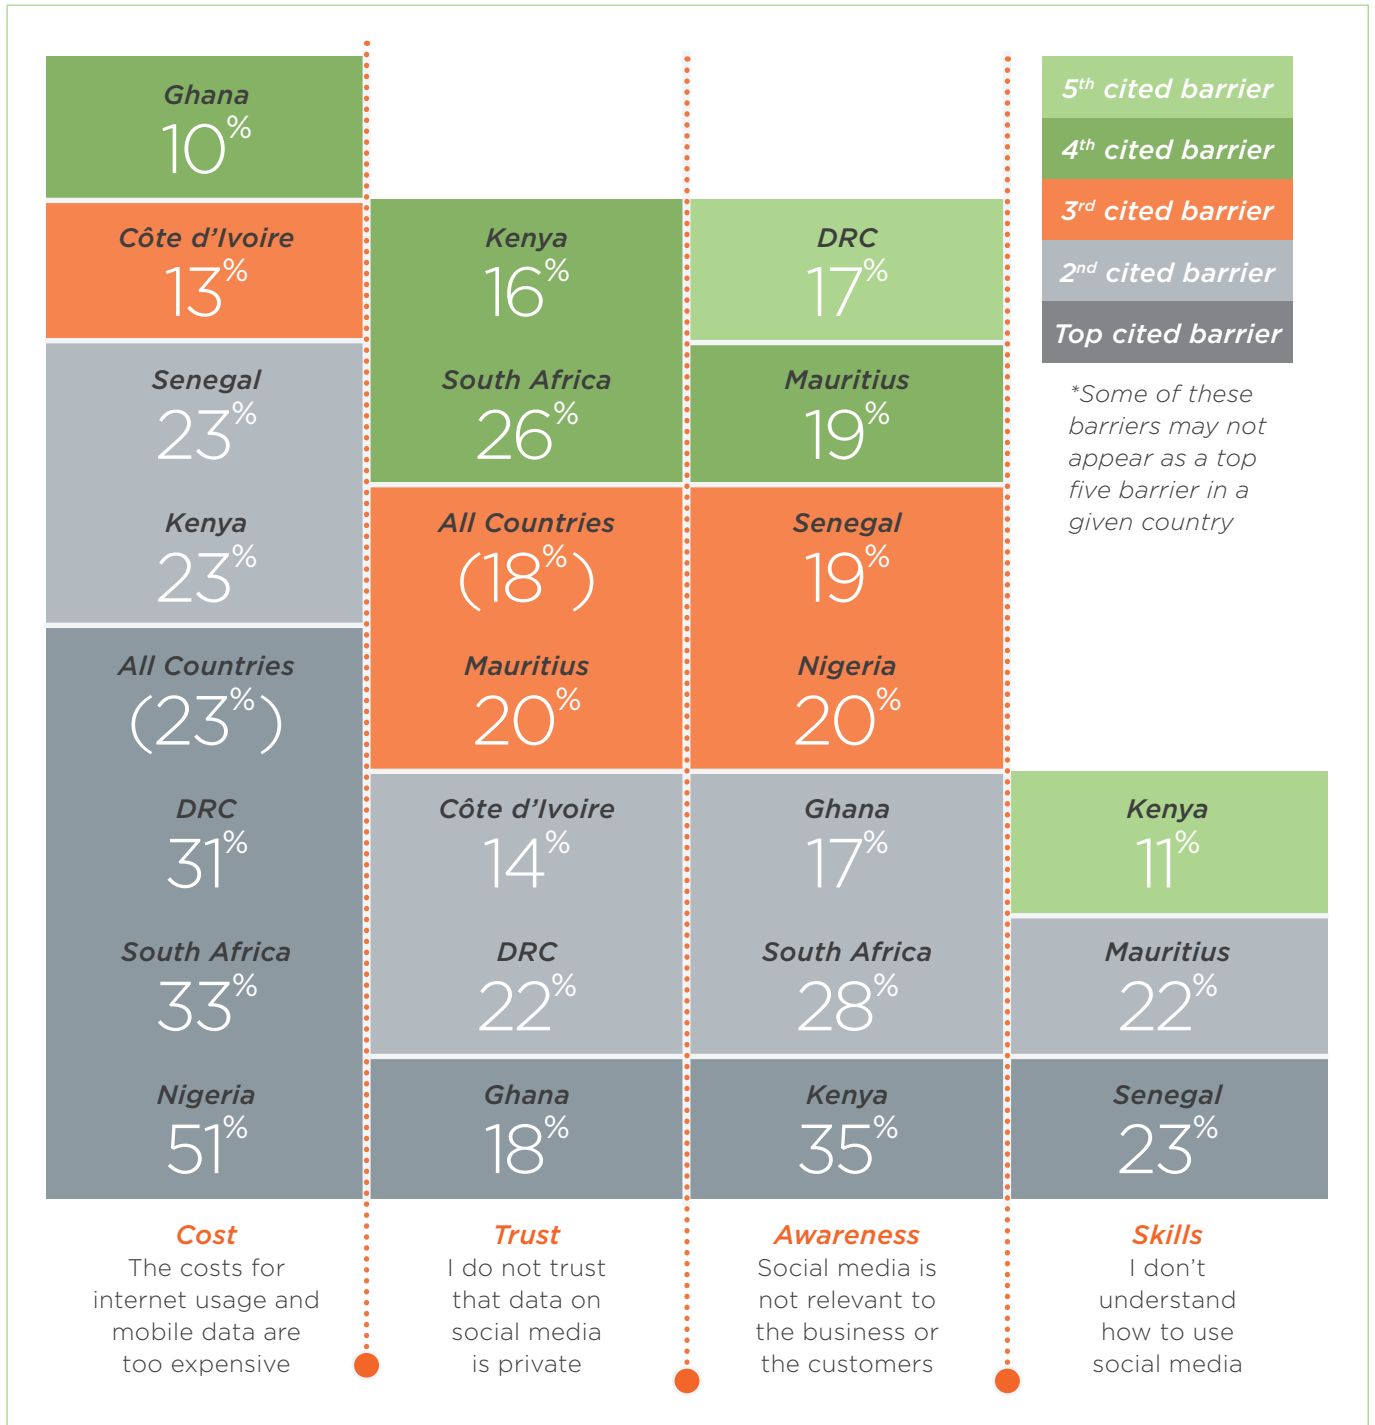 Ghana
10%
Côte d'Ivoire
13%
Senegal
23%
Kenya
23%
All Countries
(23%)
DRC
31%
South Africa
33%
Nigeria
51%
Cost
The costs for
internet usage and
mobile data are
too expensive
Kenya
16%
South Africa
26%
All Countries
(18%)
Mauritius
20%
Côte d'Ivoire
14%
DRC
22%
Ghana
18%
Trust
I do not trust
that data on
social media
is private
DRC
17%
Mauritius
19%
Senegal
19%
Nigeria
20%
Ghana
17%
South Africa
28%
Kenya
35%
Awareness
Social media is
not relevant to
the business or
the customers
Kenya
11%
Mauritius
22%
Senegal
23%
Skills
I don't
understand
how to use
social media
5th cited barrier
4th cited barrier
3rd cited barrier
2nd cited barrier
Top cited barrier
*Some of these
barriers may not
appear as a top
five barrier in a
given country